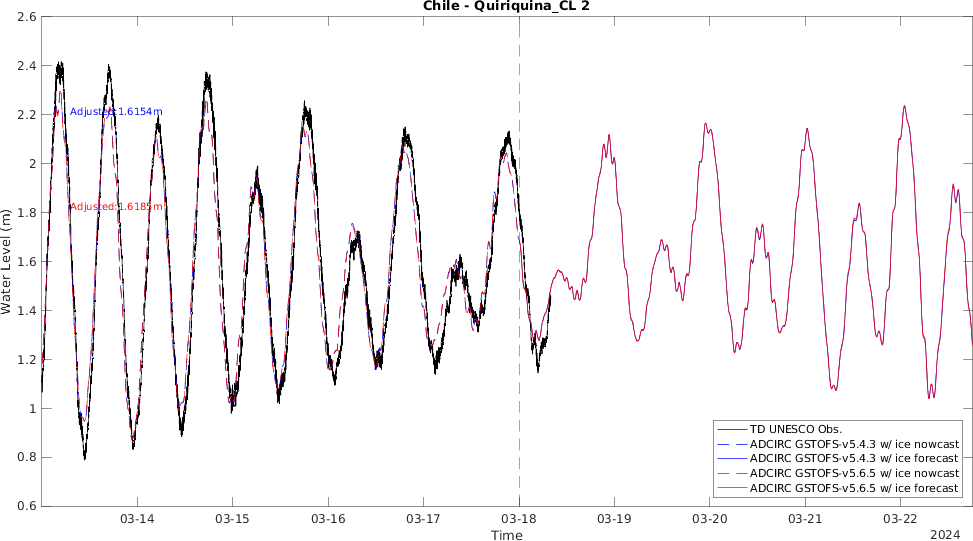 Chile - Quiriquina_CL 2
2.6
2.4
2.2
2
1.8
1.6
1.4
1.2
1
0.8
0.6
Water Level (m)
Adjusted:1.6154m
Adjusted:1.6185m
TD UNESCO Obs.
ADCIRC GSTOFS-v5.4.3 w/ ice nowcast
ADCIRC GSTOFS-v5.4.3 w/ ice forecast
ADCIRC GSTOFS-v5.6.5 w/ ice nowcast
ADCIRC GSTOFS-v5.6.5 w/ ice forecast
03-14 03-15 03-16 03-17 03-18 03-19 03-20 03-21 03-22
Time
2024